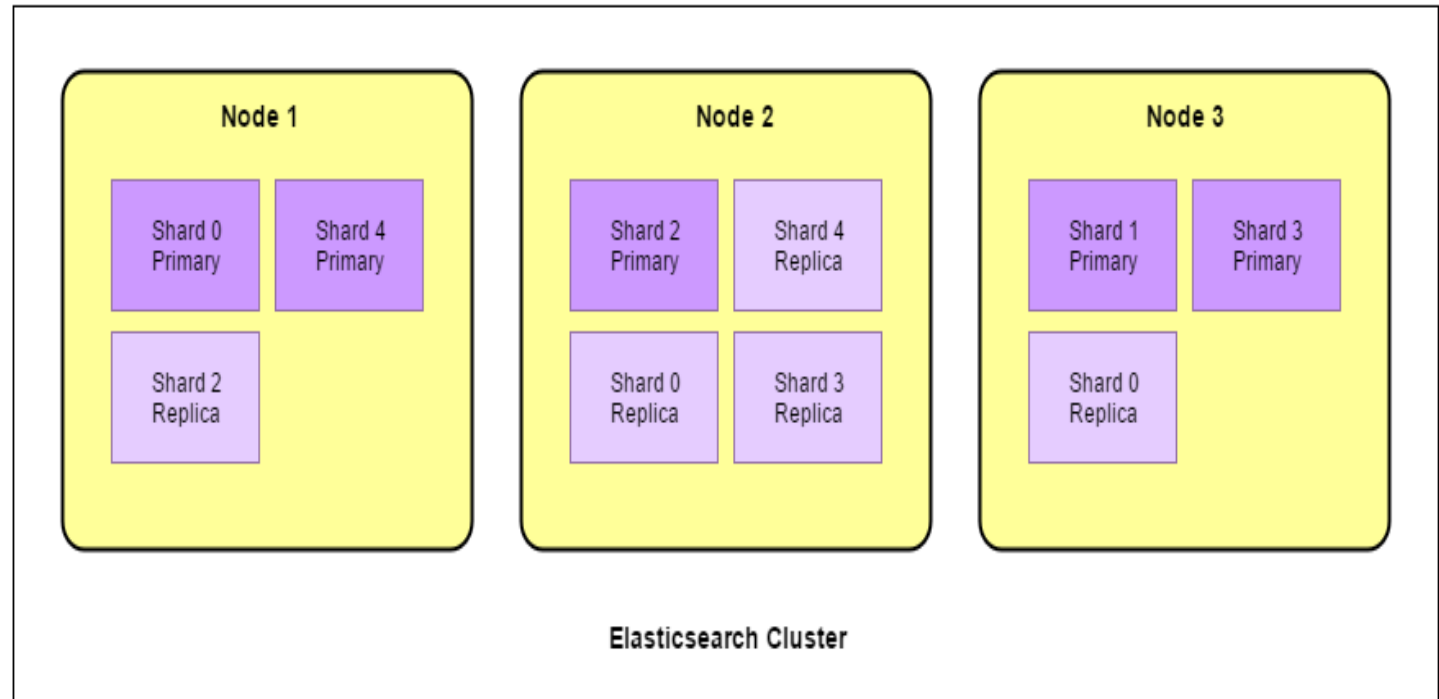 Node 1
Shard 0
Primary
Shard 4
Primary
Shard 2
Replica
Node 2
Shard 2
Primary
Shard 4
Replica
Shard 0
Replica
Shard 3
Replica
Node 3
Shard 1
Primary
Shard 3
Primary
Shard 0
Replica
Elasticsearch Cluster